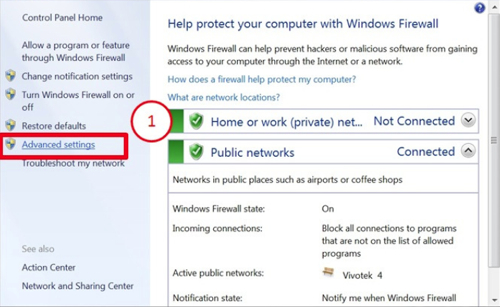 Control Panel Home
Allow a program or feature
through Windows Firewall
Change notification settings
Turn Windows Firewall on or
off
Restore defaults
Advanced settings
Troubleshoot my network
See also
Action Center
Network and Sharing Center
Help protect your computer with Windows Firewall
Windows Firewall can help prevent hackers or malicious software from gaining
access to your computer through the Internet or a network.
How does a firewall help protect my computer?
What are network locations?
1
Home or work (private) net... Not Connected
Public networks Connected
Networks in public places such as airports or coffee shops
Windows Firewall state: On
Incoming connections: Block all connections to programs
that are not on the list of allowed
programs
Active public networks: Vivotek 4
Notification state: Notify me when Windows Firewall